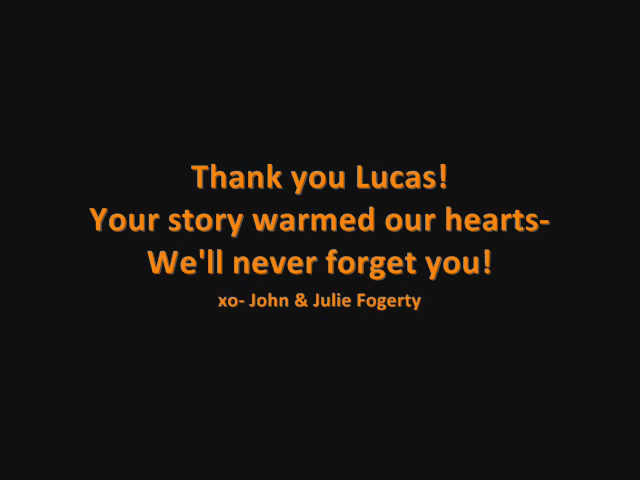 Thank you Lucas!
Your story warmed our hearts-
We'll never forget you!
xo- John & Julie Fogerty